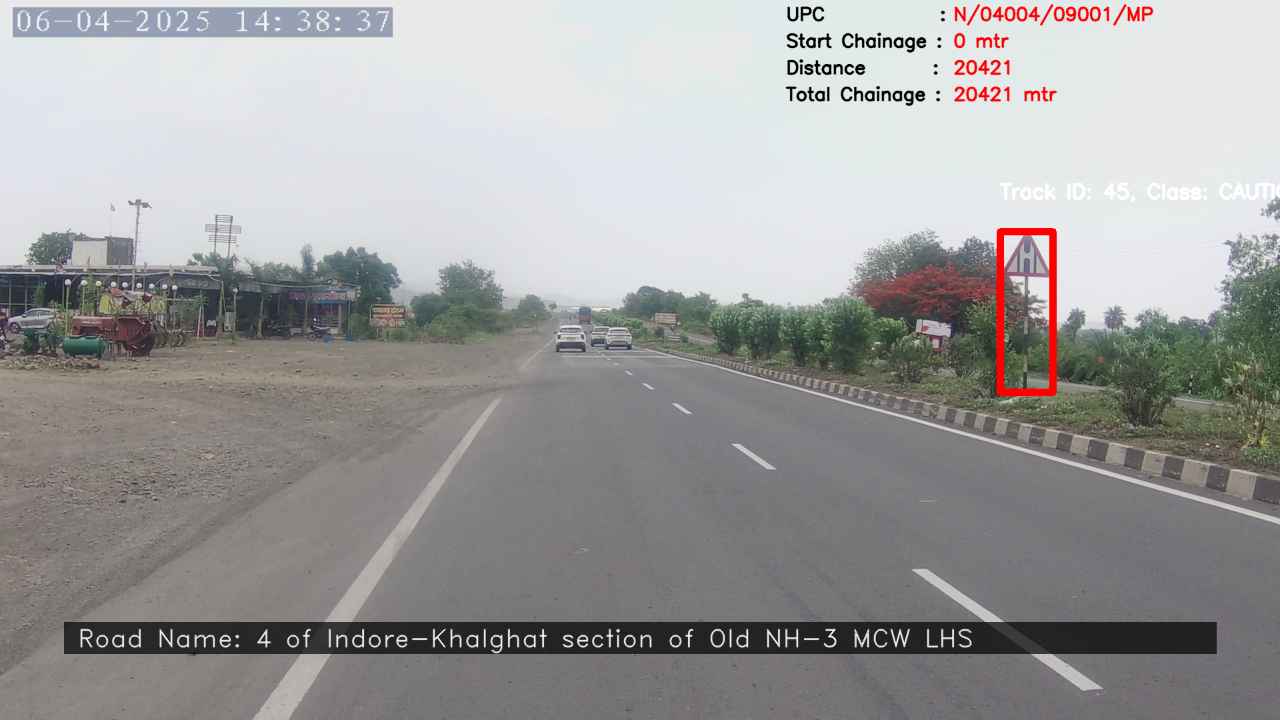 06-04-2025 14:38:37
UPC : N/04004/09001/MP
Start Chainage : 0 mtr
Distance : 20421
Total Chainage : 20421 mtr
Track ID: 45, Class: CAUTIO
Road Name: 4 of Indore-Khalghat section of Old NH-3 MCW LHS